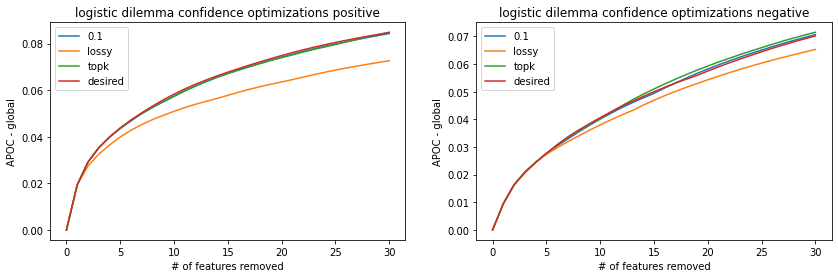 logistic dilemma confidence optimizations positive
0.1
lossy
topk
desired
APOC - global
0.08
0.06
0.04
0.02
0.00
0 5 10 15 20 25 30
# of features removed
logistic dilemma confidence optimizations negative
0.1
lossy
topk
desired
APOC - global
0.07
0.06
0.05
0.04
0.03
0.02
0.01
0.00
0 5 10 15 20 25 30
# of features removed